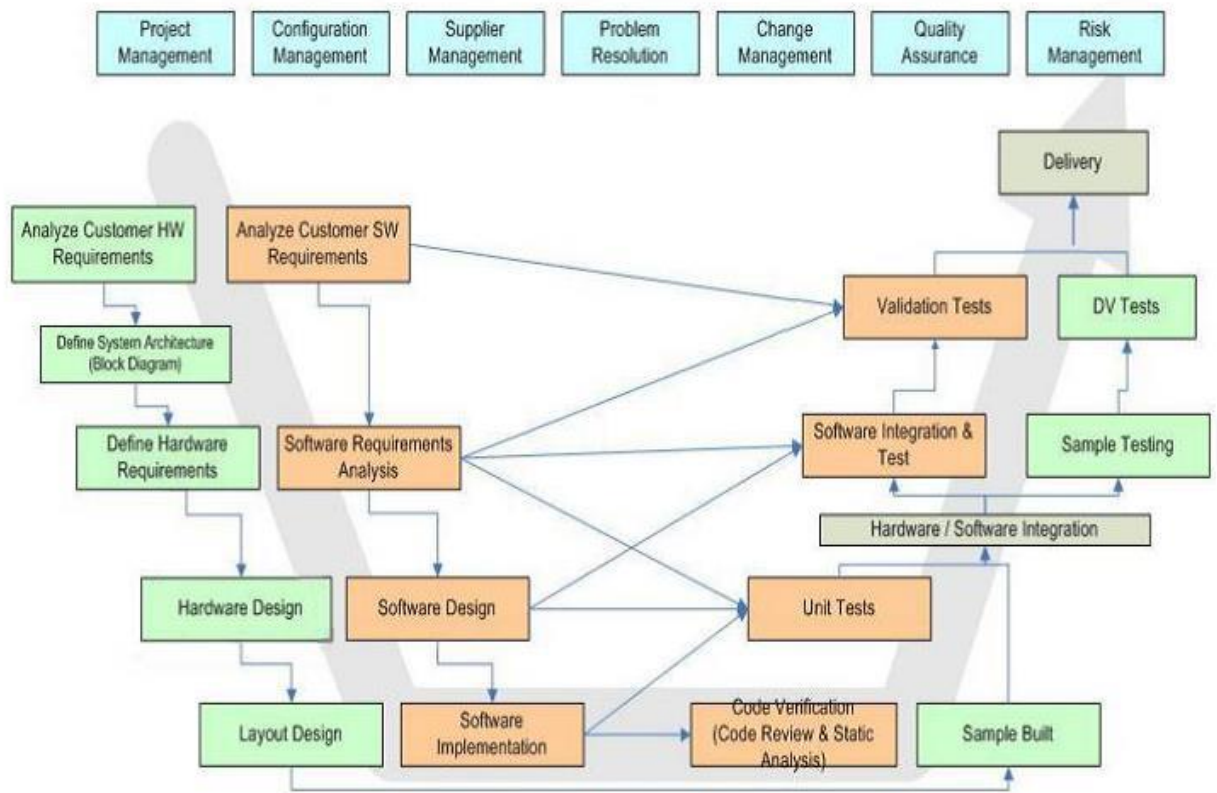 Project
Management
Configuration
Management
Supplier
Management
Problem
Resolution
Change
Management
Quality
Assurance
Risk
Management
Delivery
Analyze Customer HW
Requirements
Analyze Customer SW
Requirements
Validation Tests
DV Tests
Define System Architecture
(Block Diagram)
Define Hardware
Requirements
Software Requirements
Analysis
Software Integration &
Test
Sample Testing
Hardware / Software Integration
Hardware Design
Software Design
Unit Tests
Layout Design
Software
Implementation
Code Verification
(Code Review & Static
Analysis)
Sample Built